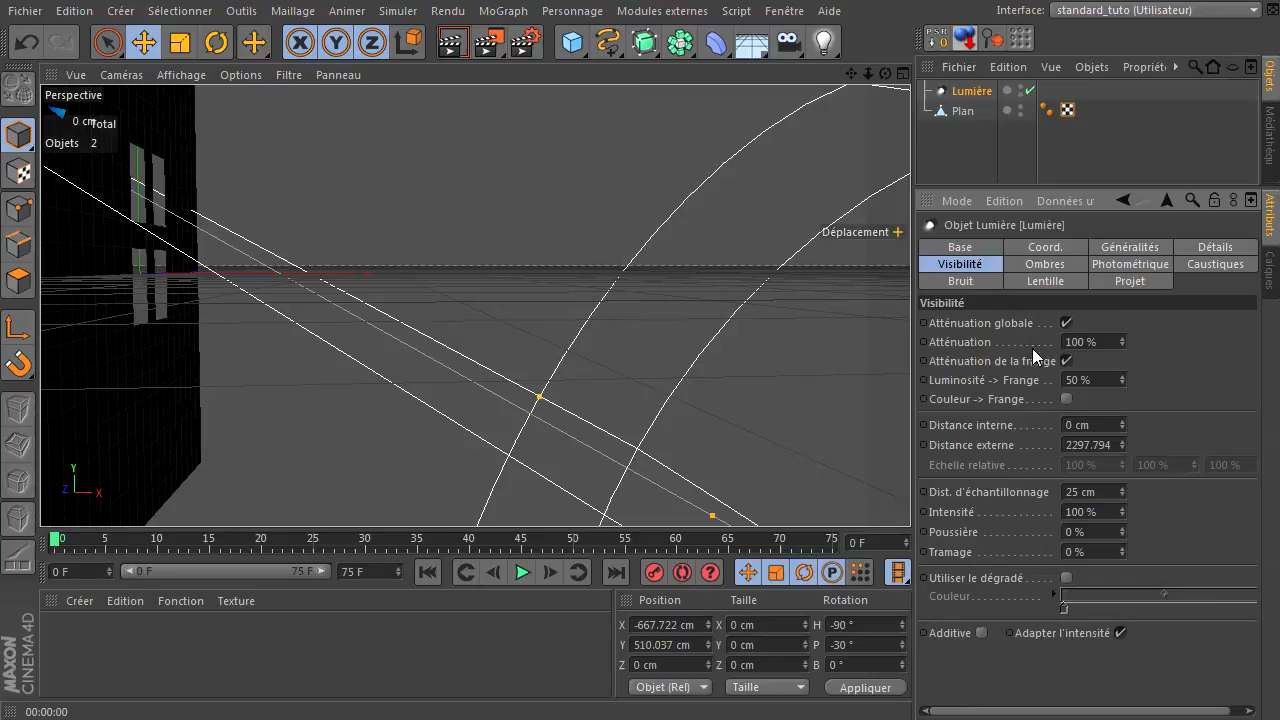 Fichier Edition Créer Sélectionner Outils Maillage Animer Simuler Rendu MoGraph Personnage Modules externes Script Fenêtre Aide Interface: standard_tuto (Utilisateur)
X Y Z PSR
Vue Caméras Affichage Options Filtre Panneau
Fichier Edition Vue Objets Propriéte
Perspective
0 cm Total
Objets 2
Lumière
Plan
Objets
Médiathèqu
Déplacement
Mode Edition Données u
Attributs
Calques
Objet Lumière [Lumière]
Base Coord. Généralités Détails
Visibilité Ombres Photométrique Caustiques
Bruit Lentille Projet
Visibilité
Atténuation globale . . .
Atténuation . . . . . . . . . 100 %
Atténuation de la frange
Luminosité -> Frange . . 50 %
Couleur -> Frange. . . . .
Distance interne. . . . . . . 0 cm
Distance externe . . . . . . 2297.794
Echelle relative . . . . . . . 100 % 100 % 100 %
Dist. d'échantillonnage 25 cm
Intensité . . . . . . . . . . 100 %
Poussière . . . . . . . . . 0 %
Tramage . . . . . . . . . . 0 %
Utiliser le dégradé. . . . .
Couleur. . . . . . . . . . . .
Additive Adapter l'intensité
Y
Z X
0 5 10 15 20 25 30 35 40 45 50 55 60 65 70 75 0 F
0 F 0 F 75 F 75 F
Créer Edition Fonction Texture
Position Taille Rotation
X -667.722 cm X 0 cm H -90 °
Y 510.037 cm Y 0 cm P -30 °
Z 0 cm Z 0 cm B 0 °
Objet (Rel) Taille Appliquer
MAXON
CINEMA 4D
00:00:00